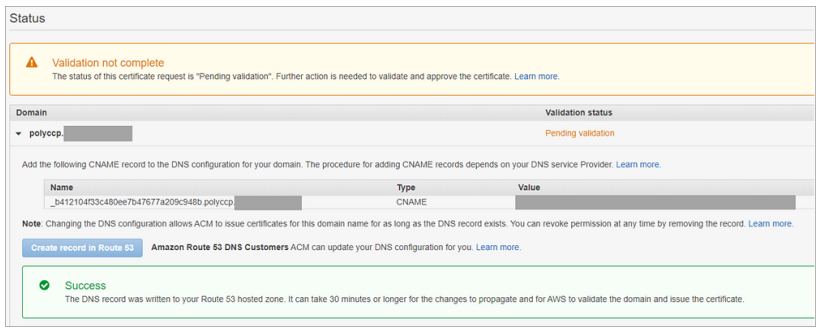 Status
Validation not complete
The status of this certificate request is "Pending validation". Further action is needed to validate and approve the certificate. Learn more.
Domain Validation status
polyccp.
Pending validation
Add the following CNAME record to the DNS configuration for your domain. The procedure for adding CNAME records depends on your DNS service Provider. Learn more.
Name Type Value
_b412104f33c480ee7b47677a209c948b.polyccp. CNAME
Note: Changing the DNS configuration allows ACM to issue certificates for this domain name for as long as the DNS record exists. You can revoke permission at any time by removing the record. Learn more.
Create record in Route 53 Amazon Route 53 DNS Customers ACM can update your DNS configuration for you. Learn more.
Success
The DNS record was written to your Route 53 hosted zone. It can take 30 minutes or longer for the changes to propagate and for AWS to validate the domain and issue the certificate.